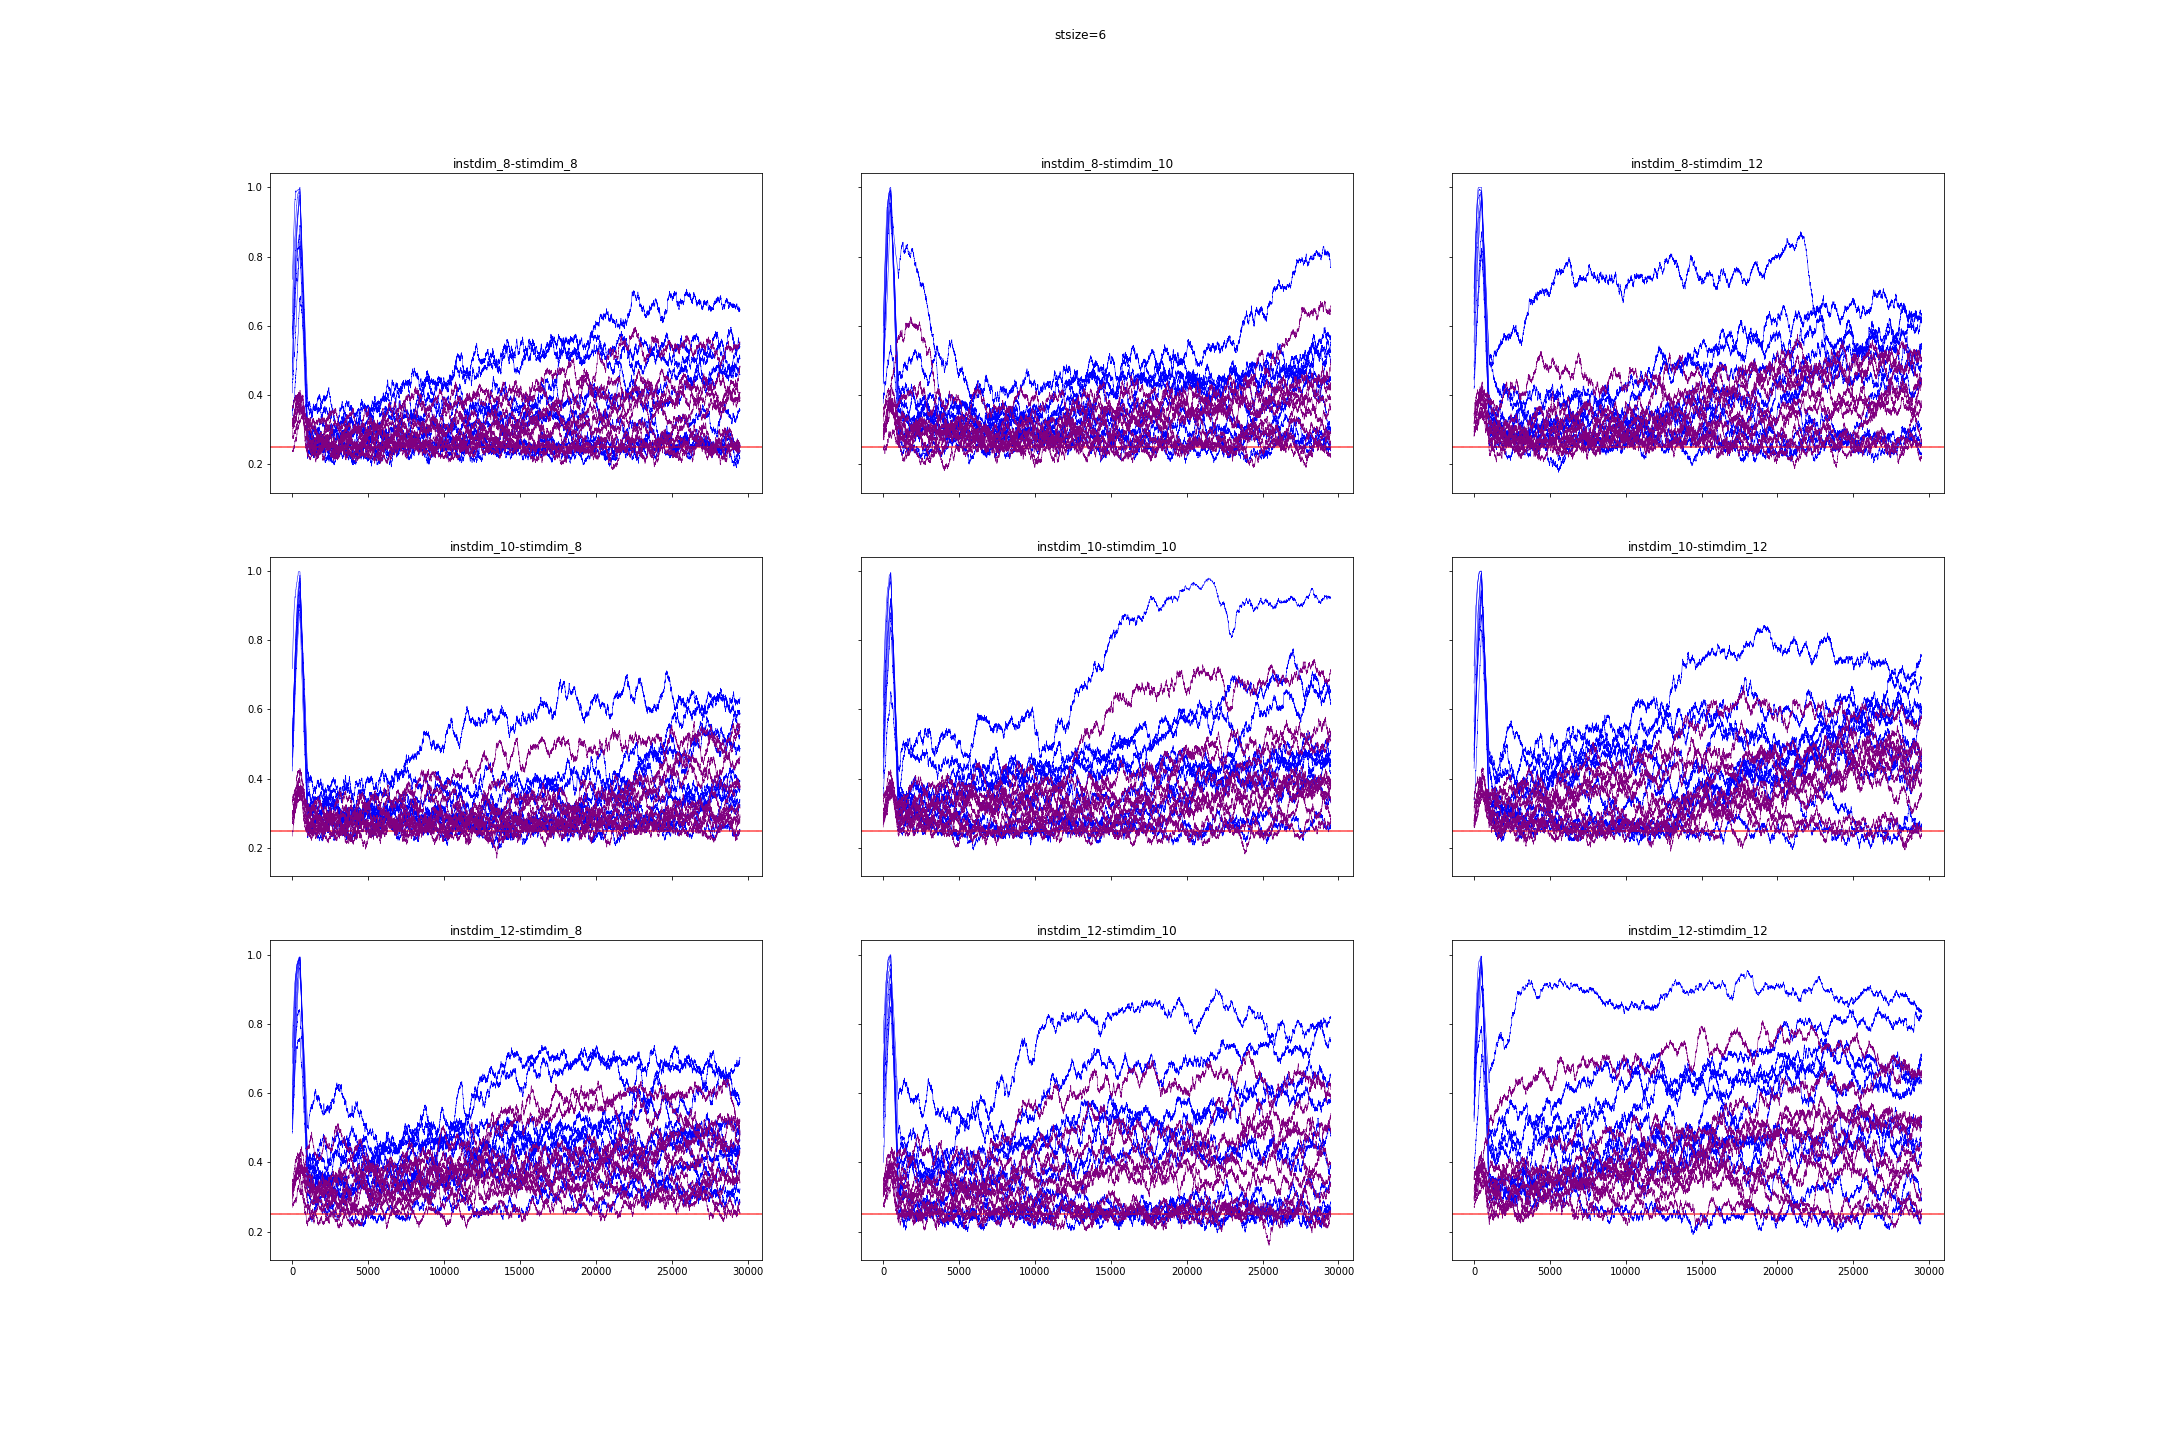 stsize=6
instdim_8-stimdim_8
instdim_8-stimdim_10
instdim_8-stimdim_12
1.0
0.8
0.6
0.4
0.2
instdim_10-stimdim_8
instdim_10-stimdim_10
instdim_10-stimdim_12
1.0
0.8
0.6
0.4
0.2
instdim_12-stimdim_8
instdim_12-stimdim_10
instdim_12-stimdim_12
1.0
0.8
0.6
0.4
0.2
0 5000 10000 15000 20000 25000 30000
0 5000 10000 15000 20000 25000 30000
0 5000 10000 15000 20000 25000 30000